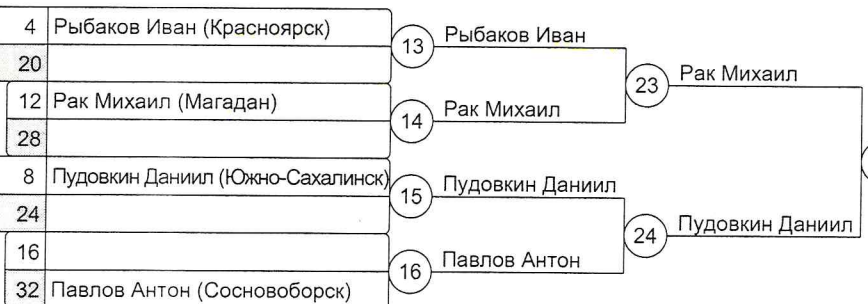 4 Рыбаков Иван (Красноярск)
20
12 Рак Михаил (Магадан)
28
8 Пудовкин Даниил (Южно-Сахалинск)
24
16
32 Павлов Антон (Сосновоборск)
13 Рыбаков Иван
14 Рак Михаил
15 Пудовкин Даниил
16 Павлов Антон
23 Рак Михаил
24 Пудовкин Даниил